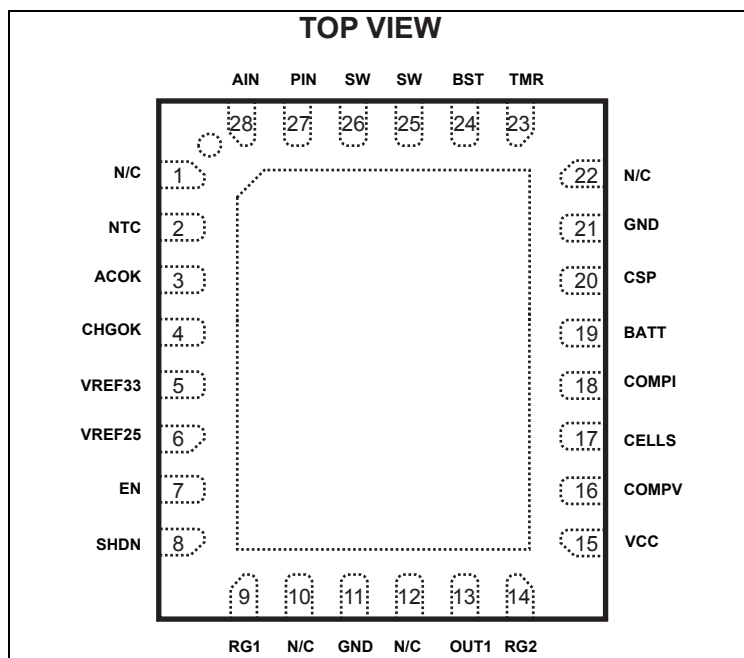 TOP VIEW
AIN PIN SW SW BST TMR
28 27 26 25 24 23
N/C 1 22 N/C
NTC 2 21 GND
ACOK 3 20 CSP
CHGOK 4 19 BATT
VREF33 5 18 COMPI
VREF25 6 17 CELLS
EN 7 16 COMPV
SHDN 8 15 VCC
9 10 11 12 13 14
RG1 N/C GND N/C OUT1 RG2